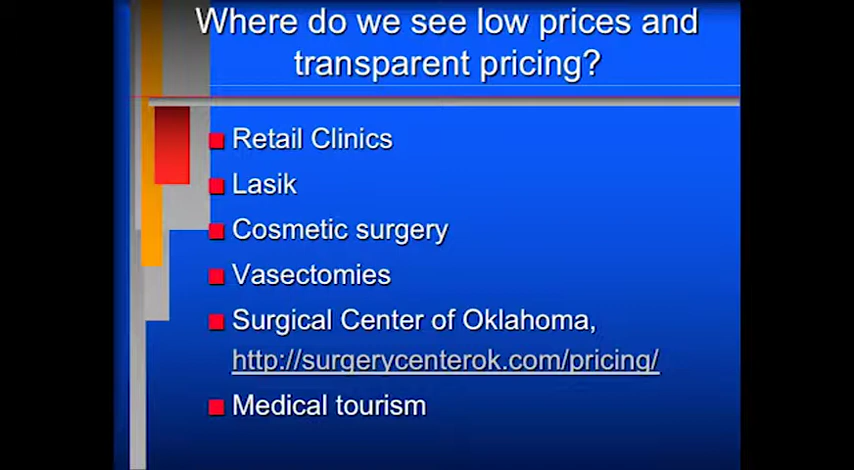 Where do we see low prices and
transparent pricing?
Retail Clinics
Lasik
Cosmetic surgery
Vasectomies
Surgical Center of Oklahoma,
http://surgerycenterok.com/pricing/
Medical tourism